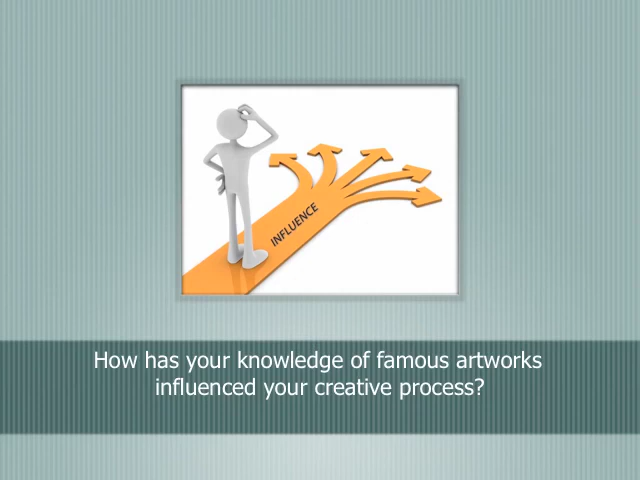 INFLUENCE
How has your knowledge of famous artworks
influenced your creative process?